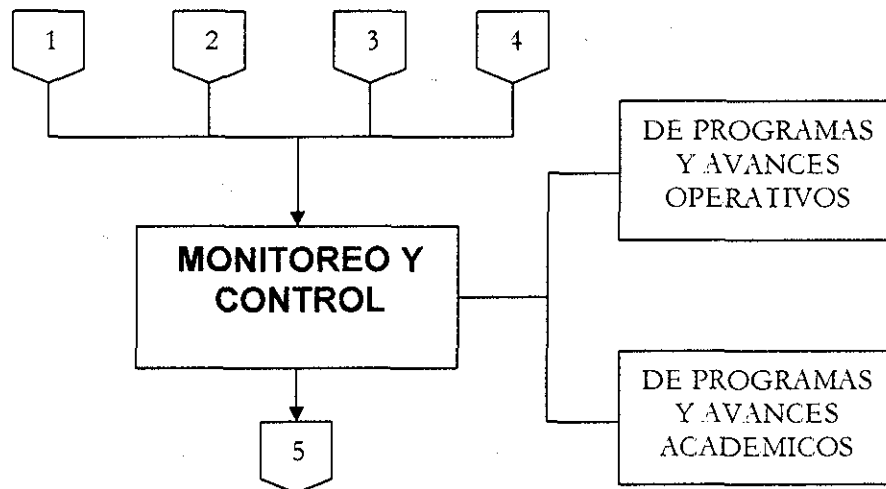 1
2
3
4
DE PROGRAMAS
Y AVANCES
OPERATIVOS
MONITOREO Y
CONTROL
DE PROGRAMAS
Y AVANCES
ACADEMICOS
5